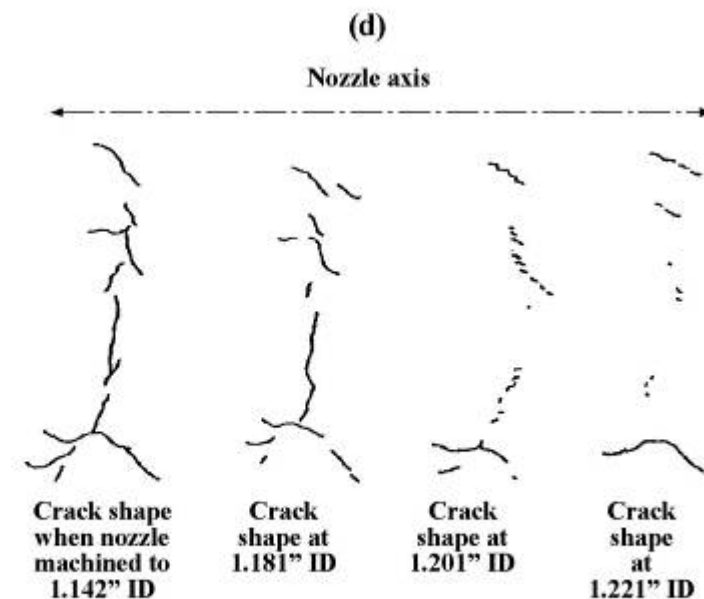 (d)
Nozzle axis
Crack shape
when nozzle
machined to
1.142” ID
Crack
shape at
1.181” ID
Crack
shape at
1.201” ID
Crack
shape
at
1.221” ID